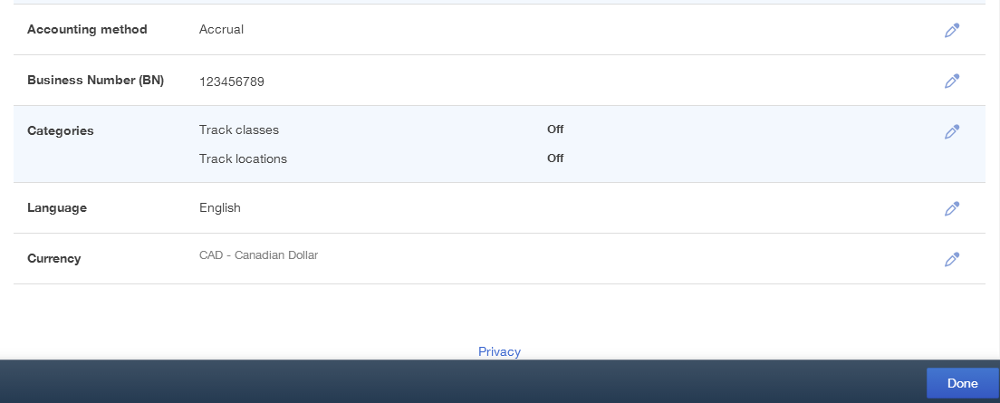 Accounting method Accrual
Business Number (BN) 123456789
Categories Track classes Off
Track locations Off
Language English
Currency CAD - Canadian Dollar
Privacy
Done